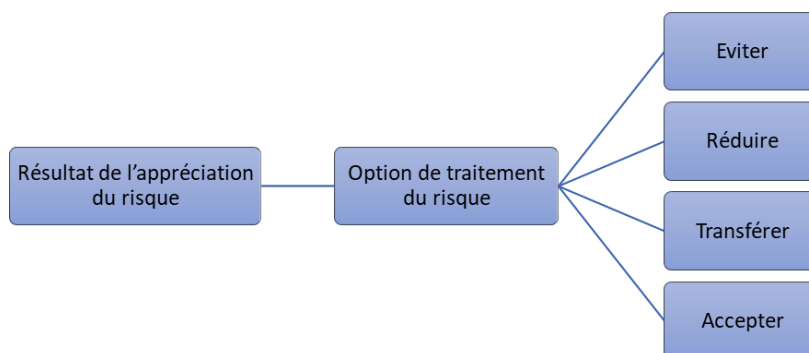 Résultat de l’appréciation
du risque
Option de traitement
du risque
Eviter
Réduire
Transférer
Accepter